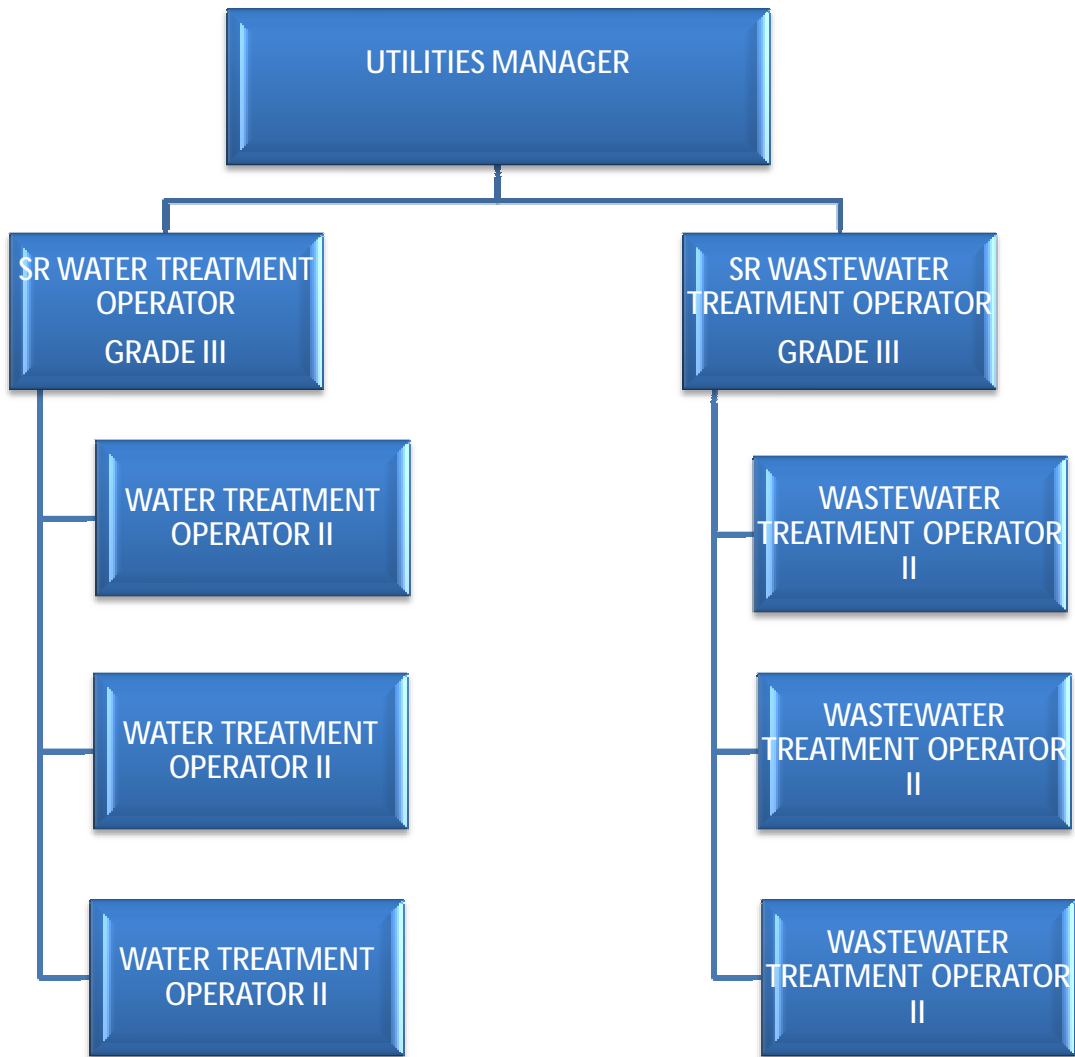 UTILITIES MANAGER
SR WATER TREATMENT
OPERATOR
GRADE III
SR WASTEWATER
TREATMENT OPERATOR
GRADE III
WATER TREATMENT
OPERATOR II
WATER TREATMENT
OPERATOR II
WATER TREATMENT
OPERATOR II
WASTEWATER
TREATMENT OPERATOR
II
WASTEWATER
TREATMENT OPERATOR
II
WASTEWATER
TREATMENT OPERATOR
II